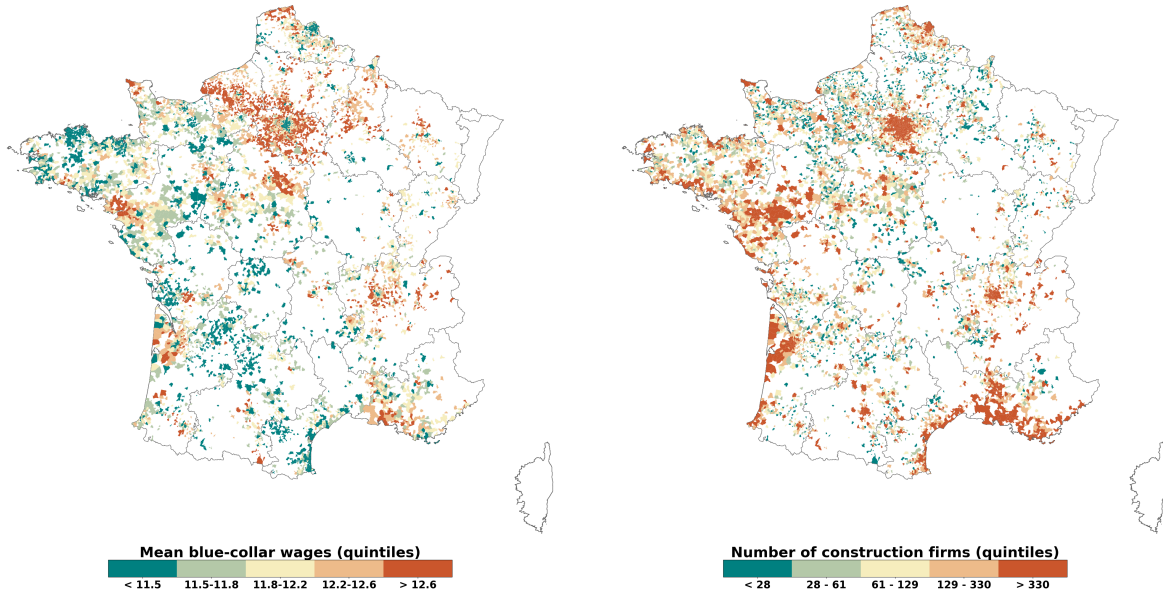 Mean blue-collar wages (quintiles)
< 11.5 11.5-11.8 11.8-12.2 12.2-12.6 > 12.6
Number of construction firms (quintiles)
< 28 28 - 61 61 - 129 129 - 330 > 330